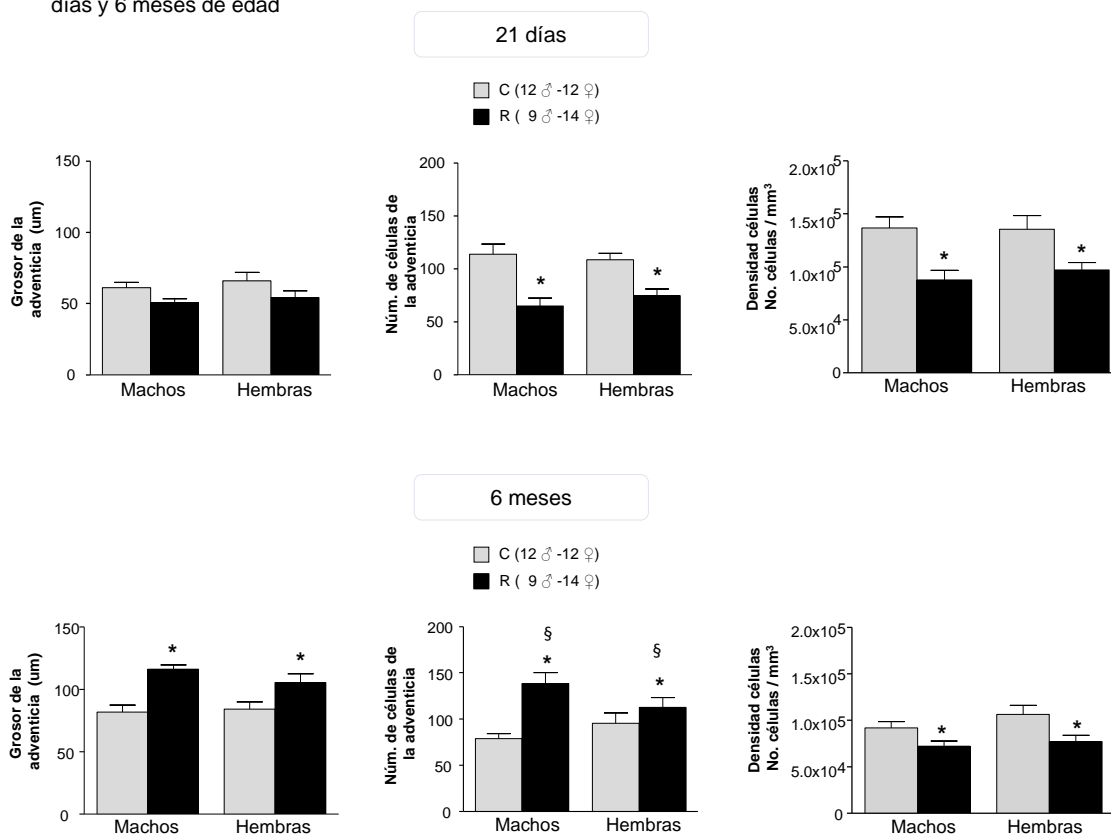 días y 6 meses de edad
21 días
C (12 ♂ -12 ♀)
R ( 9 ♂ -14 ♀)
Grosor de la
adventicia (um)
150
100
50
0
Machos Hembras
Núm. de células de
la adventicia
200
150
100
50
0
*
*
Machos Hembras
Densidad células
No. células / mm³
2.0x10⁵
1.5x10⁵
1.0x10⁵
5.0x10⁴
0
*
*
Machos Hembras
6 meses
C (12 ♂ -12 ♀)
R ( 9 ♂ -14 ♀)
Grosor de la
adventicia (um)
150
100
50
0
*
*
Machos Hembras
Núm. de células de
la adventicia
200
150
100
50
0
§
*
§
*
Machos Hembras
Densidad células
No. células / mm³
2.0x10⁵
1.5x10⁵
1.0x10⁵
5.0x10⁴
0
*
*
Machos Hembras